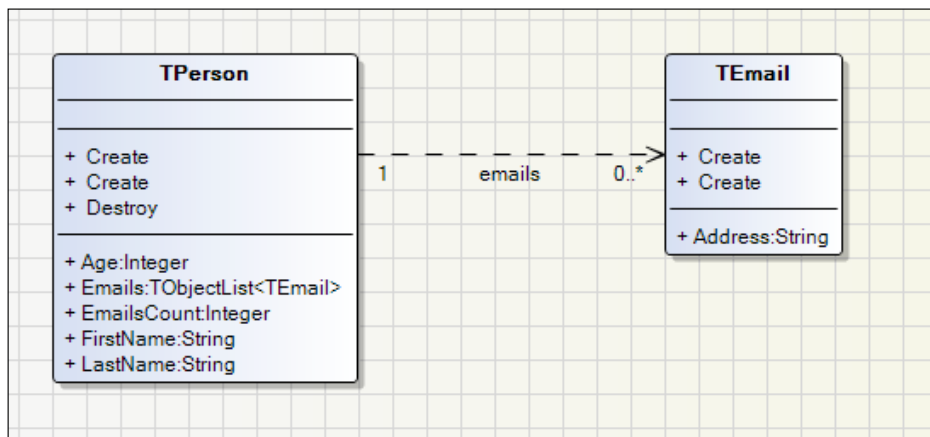 TPerson
+ Create
+ Create
+ Destroy
+ Age:Integer
+ Emails:TObjectList<TEmail>
+ EmailsCount:Integer
+ FirstName:String
+ LastName:String
1 emails 0..*
TEmail
+ Create
+ Create
+ Address:String